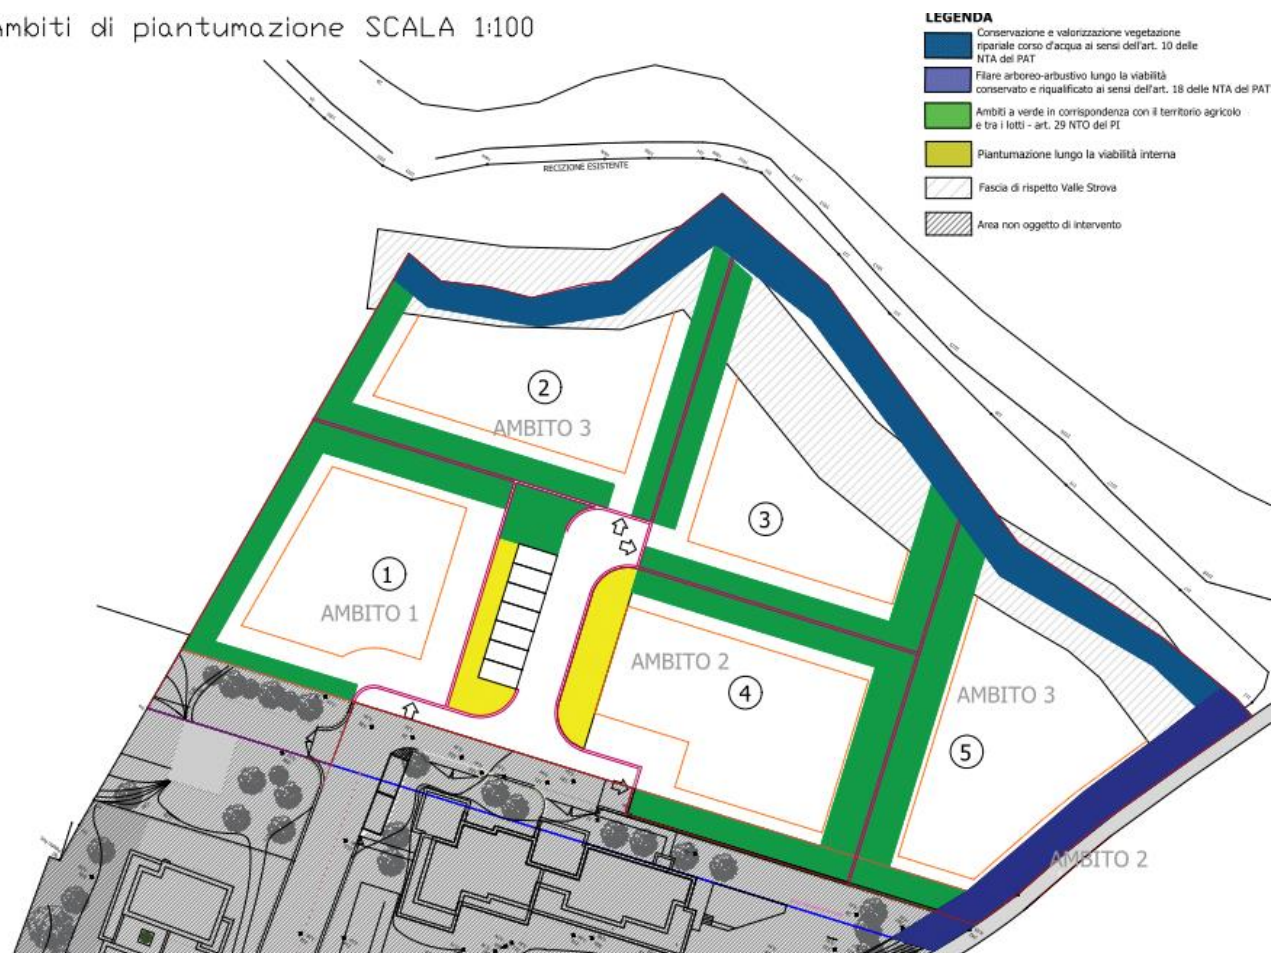 Ambiti di piantumazione SCALA 1:100
LEGENDA
Conservazione e valorizzazione vegetazione
ripariale corso d'acqua ai sensi dell'art. 10 delle
NTA del PAT
Filare arboreo-arbustivo lungo la viabilità
conservato e riqualificato ai sensi dell'art. 18 delle NTA del PAT
Ambiti a verde in corrispondenza con il territorio agricolo
e tra i lotti - art. 29 NTO del PI
Piantumazione lungo la viabilità interna
Fascia di rispetto Valle Strova
Area non oggetto di intervento
RECIZIONE ESISTENTE
2
AMBITO 3
3
1
AMBITO 1
AMBITO 2
4
AMBITO 3
5
AMBITO 2